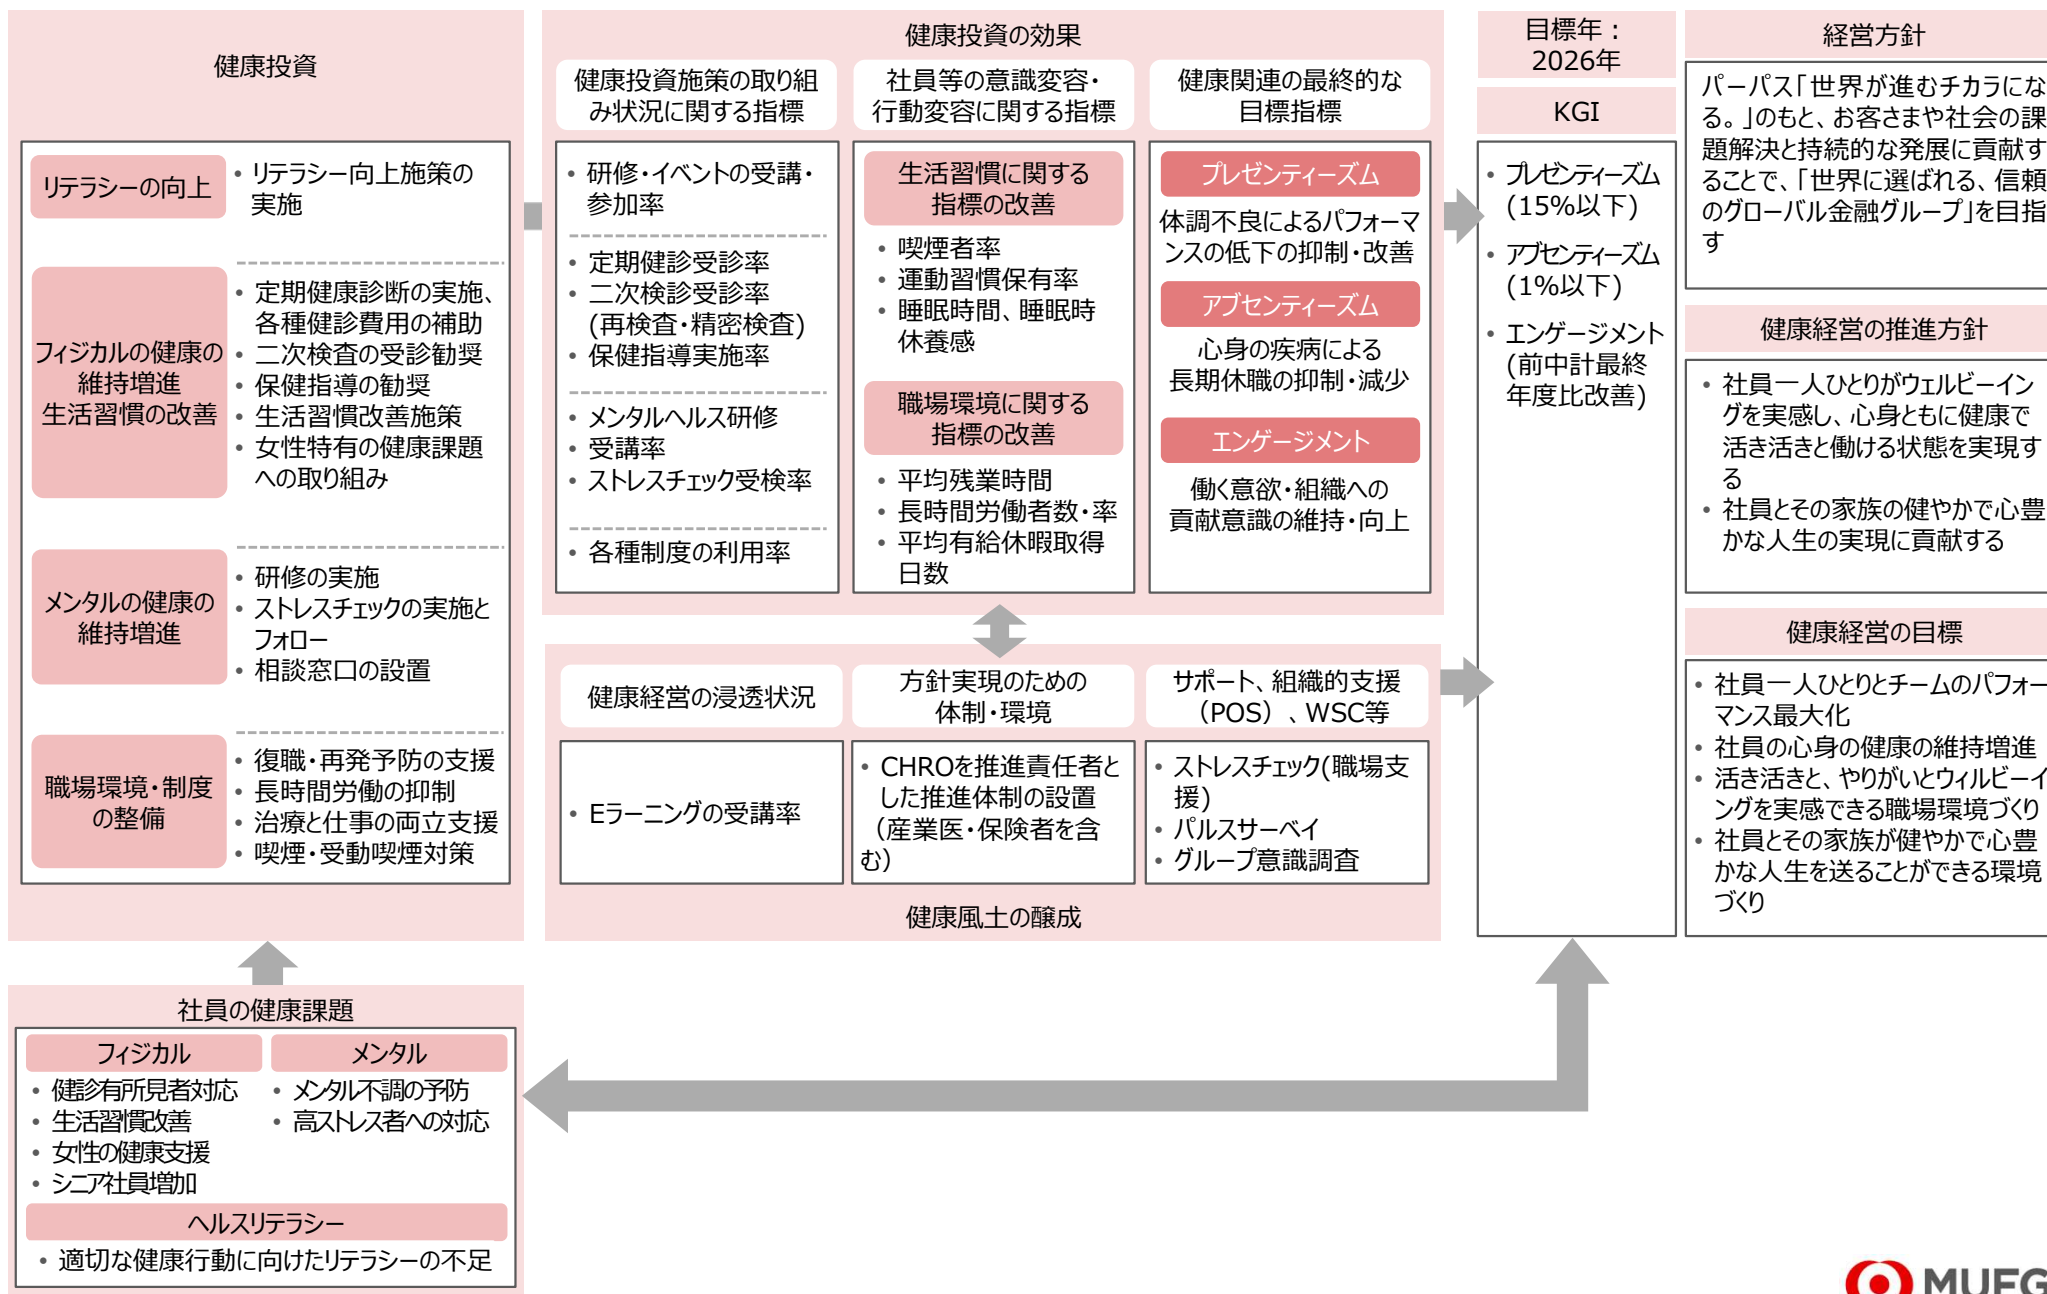 健康投資
リテラシーの向上
• リテラシー向上施策の
実施
フィジカルの健康の
維持増進
生活習慣の改善
• 定期健康診断の実施、
各種健診費用の補助
• 二次検査の受診勧奨
• 保健指導の勧奨
• 生活習慣改善施策
• 女性特有の健康課題
への取り組み
メンタルの健康の
維持増進
• 研修の実施
• ストレスチェックの実施と
フォロー
• 相談窓口の設置
職場環境・制度
の整備
• 復職・再発予防の支援
• 長時間労働の抑制
• 治療と仕事の両立支援
• 喫煙・受動喫煙対策
健康投資の効果
健康投資施策の取り組
み状況に関する指標
• 研修・イベントの受講・
参加率
• 定期健診受診率
• 二次検診受診率
(再検査・精密検査)
• 保健指導実施率
• メンタルヘルス研修
• 受講率
• ストレスチェック受検率
• 各種制度の利用率
社員等の意識変容・
行動変容に関する指標
生活習慣に関する
指標の改善
• 喫煙者率
• 運動習慣保有率
• 睡眠時間、睡眠時
休養感
職場環境に関する
指標の改善
• 平均残業時間
• 長時間労働者数・率
• 平均有給休暇取得
日数
健康関連の最終的な
目標指標
プレゼンティーズム
体調不良によるパフォーマ
ンスの低下の抑制・改善
アブセンティーズム
心身の疾病による
長期休職の抑制・減少
エンゲージメント
働く意欲・組織への
貢献意識の維持・向上
健康経営の浸透状況
• Eラーニングの受講率
方針実現のための
体制・環境
• CHROを推進責任者と
した推進体制の設置
（産業医・保険者を含
む）
サポート、組織的支援
（POS）、WSC等
• ストレスチェック(職場支
援)
• パルスサーベイ
• グループ意識調査
健康風土の醸成
目標年：
2026年
KGI
• プレゼンティーズム
(15%以下)
• アブセンティーズム
(1%以下)
• エンゲージメント
(前中計最終
年度比改善)
経営方針
パーパス「世界が進むチカラにな
る。」のもと、お客さまや社会の課
題解決と持続的な発展に貢献す
ることで、「世界に選ばれる、信頼
のグローバル金融グループ」を目指
す
健康経営の推進方針
• 社員一人ひとりがウェルビーイン
グを実感し、心身ともに健康で
活き活きと働ける状態を実現す
る
• 社員とその家族の健やかで心豊
かな人生の実現に貢献する
健康経営の目標
• 社員一人ひとりとチームのパフォー
マンス最大化
• 社員の心身の健康の維持増進
• 活き活きと、やりがいとウィルビーイ
ングを実感できる職場環境づくり
• 社員とその家族が健やかで心豊
かな人生を送ることができる環境
づくり
社員の健康課題
フィジカル
• 健診有所見者対応
• 生活習慣改善
• 女性の健康支援
• シニア社員増加
メンタル
• メンタル不調の予防
• 高ストレス者への対応
ヘルスリテラシー
• 適切な健康行動に向けたリテラシーの不足
MUFG